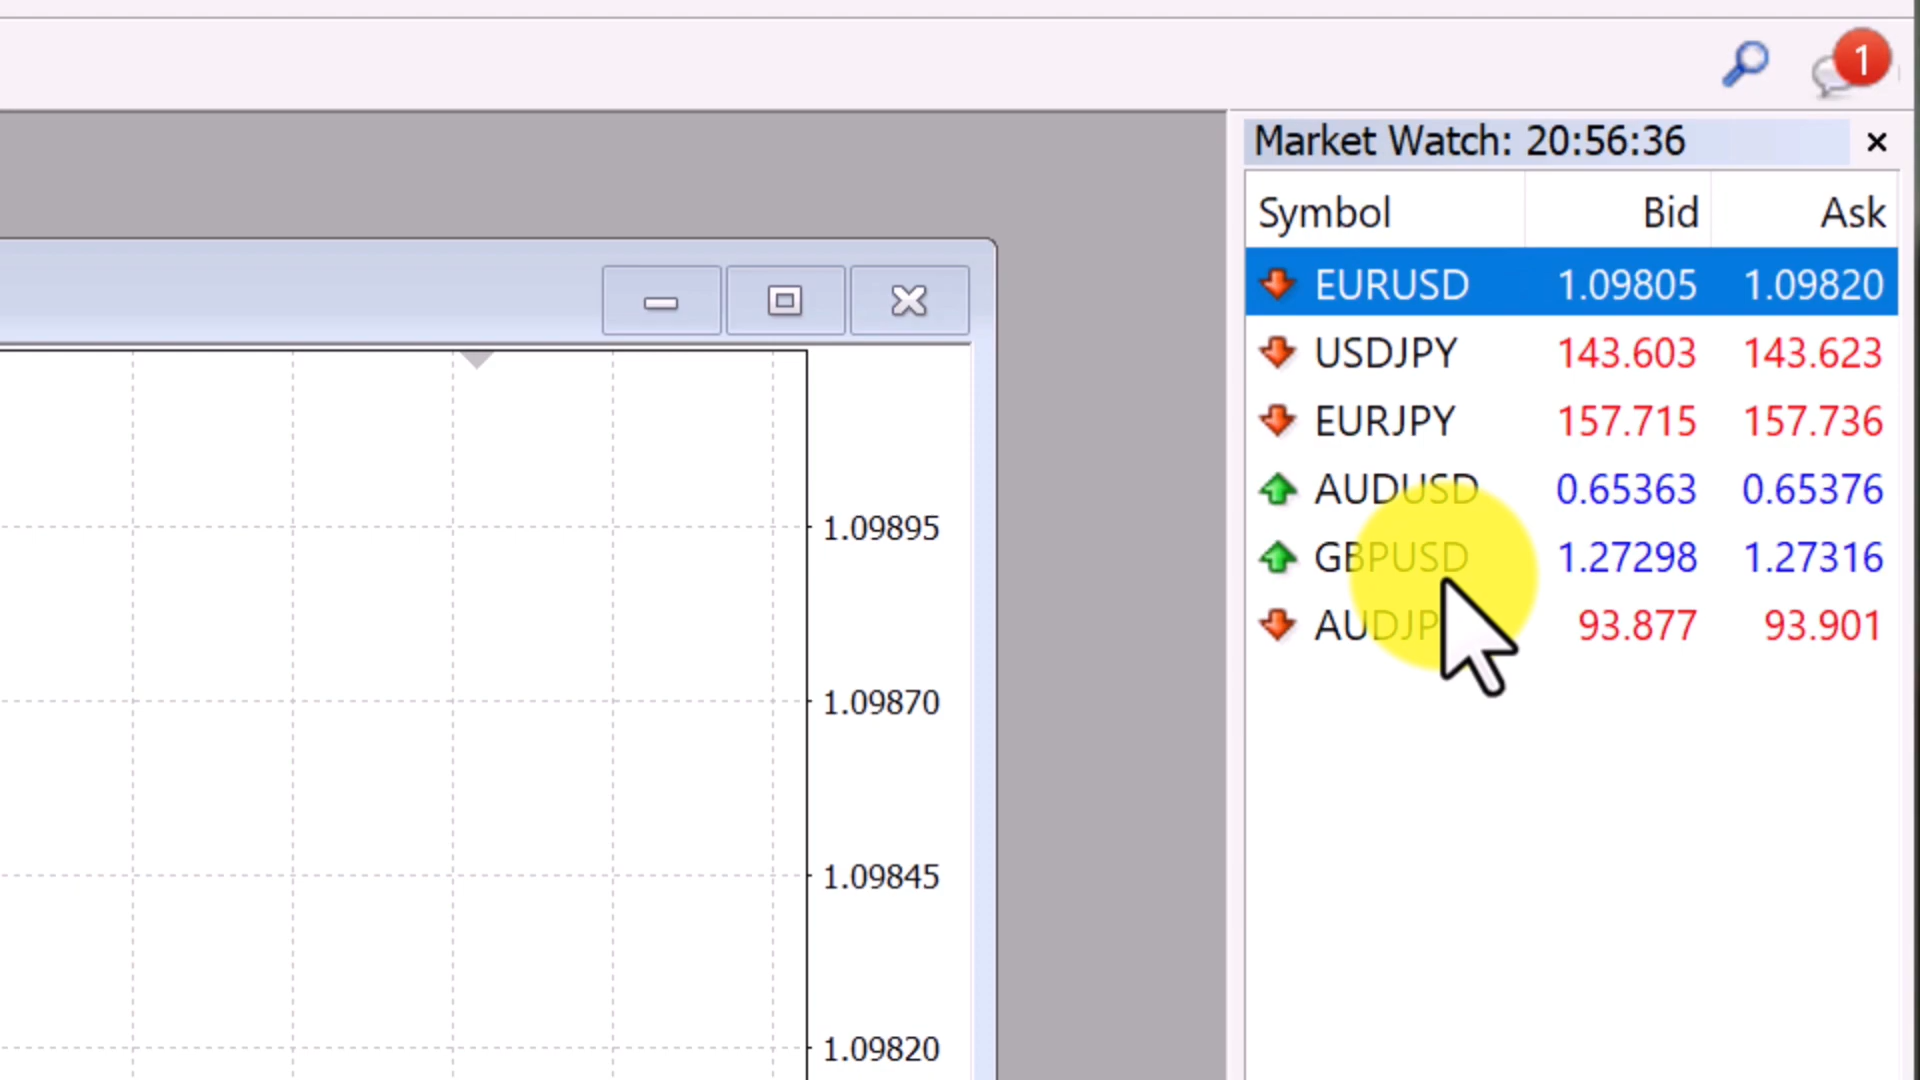 1
Market Watch: 20:56:36
Symbol Bid Ask
EURUSD 1.09805 1.09820
USDJPY 143.603 143.623
EURJPY 157.715 157.736
AUDUSD 0.65363 0.65376
GBPUSD 1.27298 1.27316
AUDJP 93.877 93.901
1.09895
1.09870
1.09845
1.09820